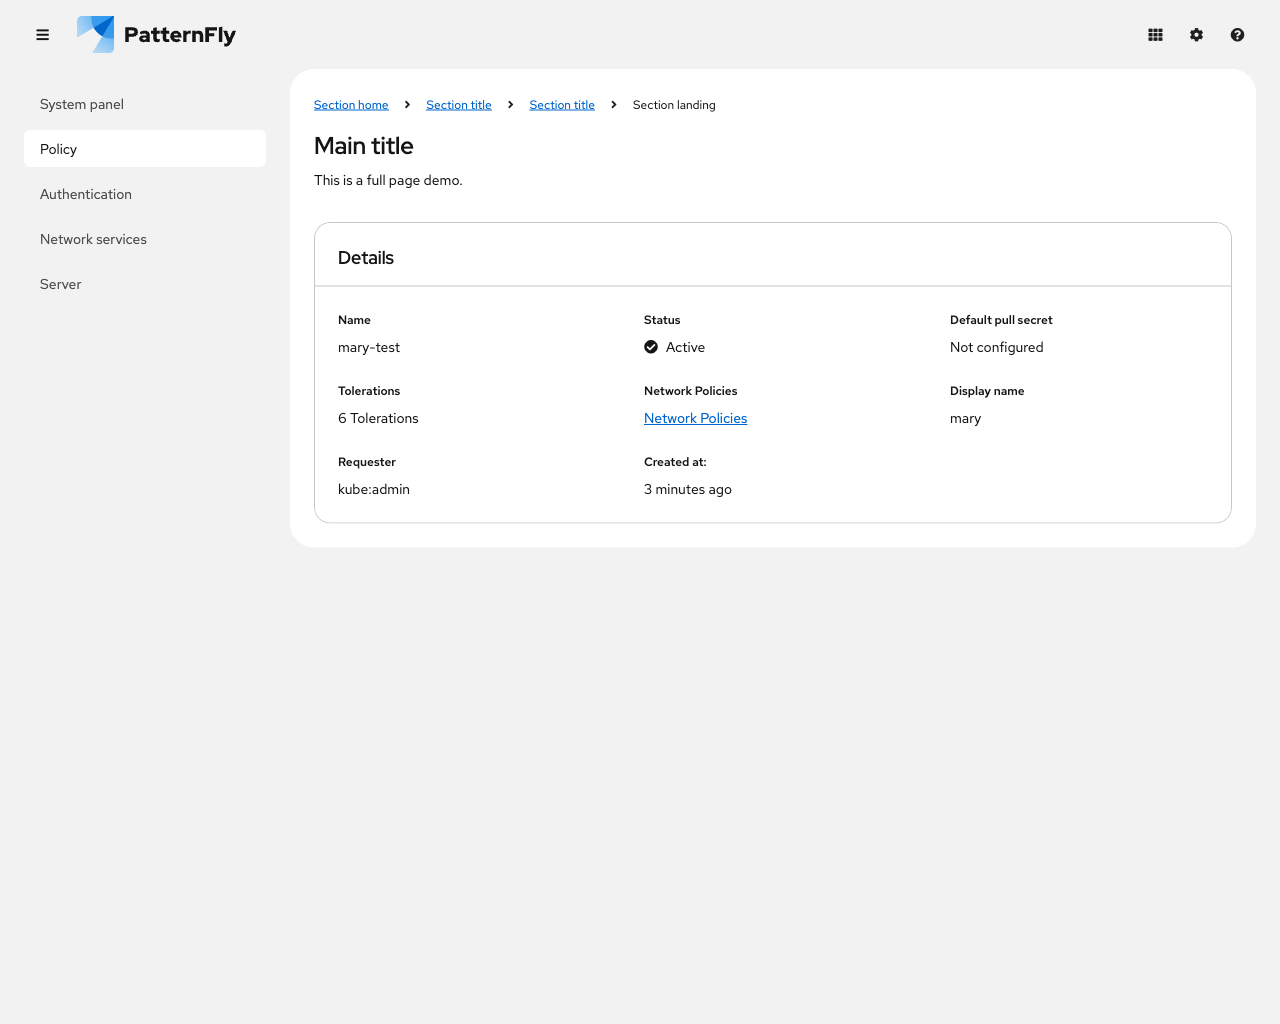 PatternFly
System panel
Policy
Authentication
Network services
Server
Section home Section title Section title Section landing
Main title
This is a full page demo.
Details
Name
mary-test
Status
Active
Default pull secret
Not configured
Tolerations
6 Tolerations
Network Policies
Network Policies
Display name
mary
Requester
kube:admin
Created at:
3 minutes ago